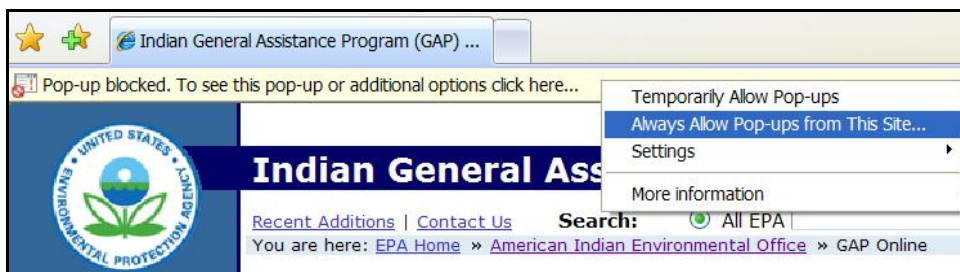 Indian General Assistance Program (GAP) ...
Pop-up blocked. To see this pop-up or additional options click here...
Temporarily Allow Pop-ups
Always Allow Pop-ups from This Site...
Settings
More information
UNITED STATES
ENVIRONMENTAL PROTECTION AGENCY
Indian General Ass
Recent Additions | Contact Us Search: All EPA
You are here: EPA Home » American Indian Environmental Office » GAP Online